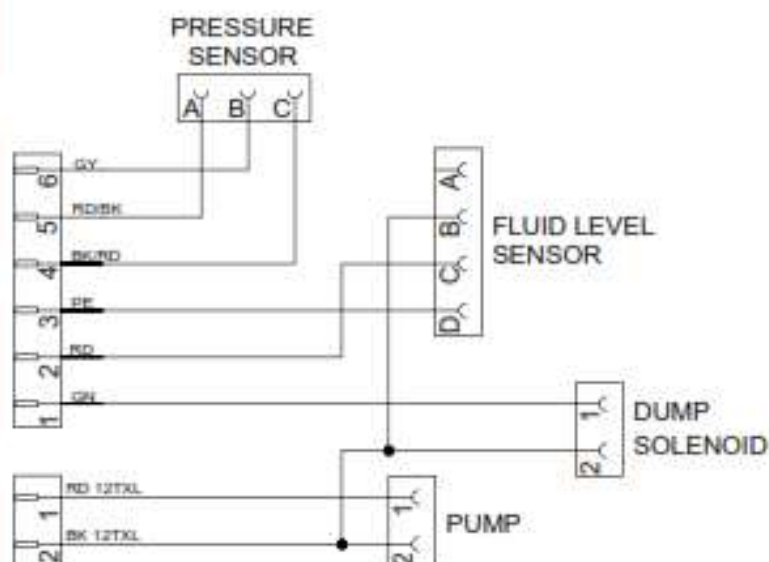 PRESSURE
SENSOR
A B C
6 GY
5 RD/BK
4 BK/RD
3 PE
2 RD
1 GN
A
B
C
D
FLUID LEVEL
SENSOR
1
2
DUMP
SOLENOID
1 RD 12TXL
2 BK 12TXL
1
2
PUMP